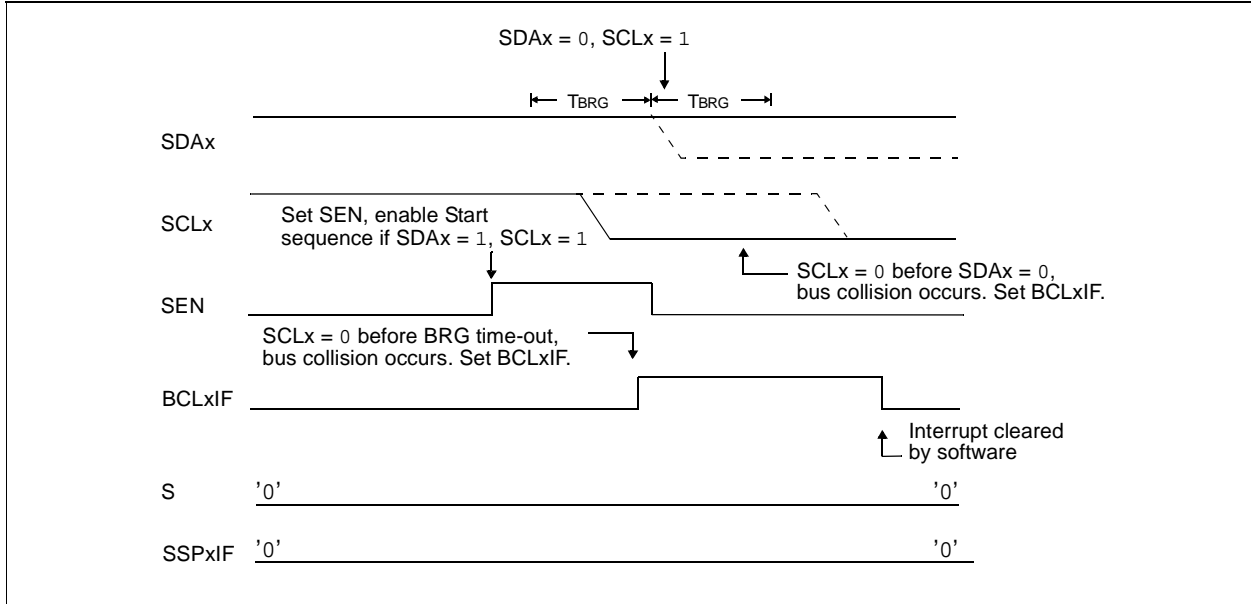 SDAx = 0, SCLx = 1
TBRG TBRG
SDAx
SCLx
Set SEN, enable Start
sequence if SDAx = 1, SCLx = 1
SCLx = 0 before SDAx = 0,
bus collision occurs. Set BCLxIF.
SEN
SCLx = 0 before BRG time-out,
bus collision occurs. Set BCLxIF.
BCLxIF
Interrupt cleared
by software
S '0' '0'
SSPxIF '0' '0'